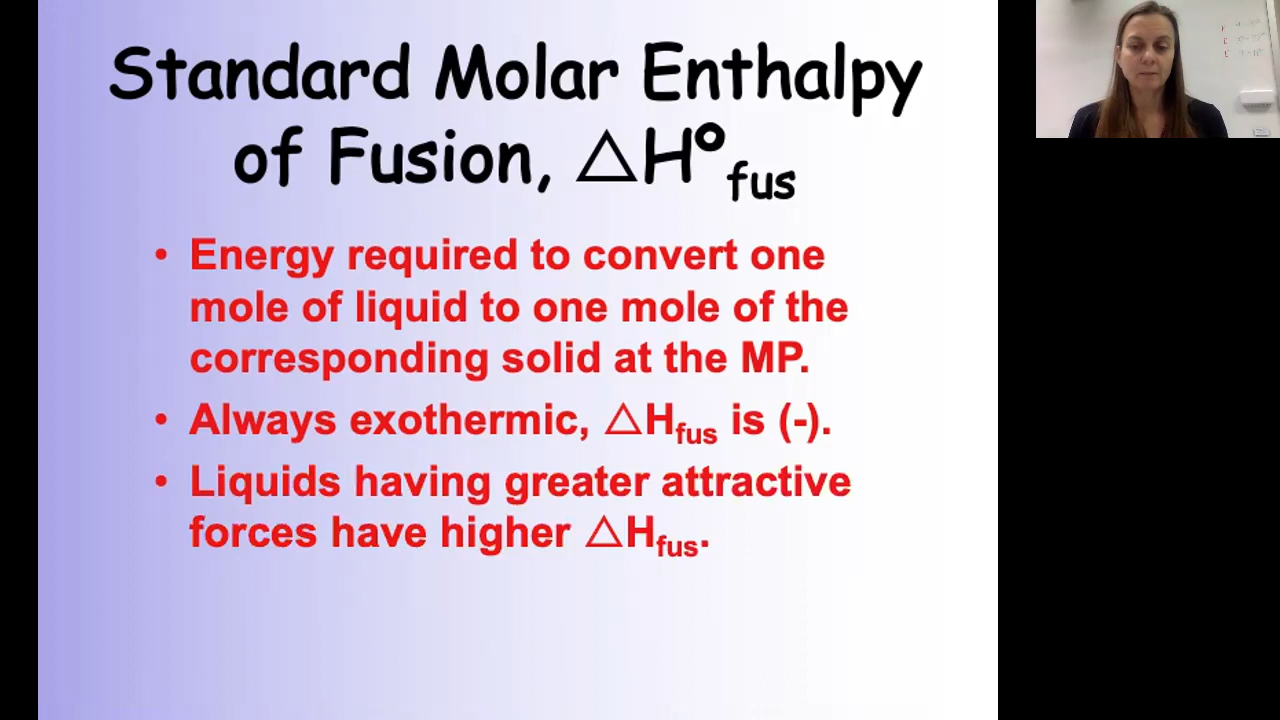 Standard Molar Enthalpy
of Fusion, △H°fus
• Energy required to convert one
mole of liquid to one mole of the
corresponding solid at the MP.
• Always exothermic, △Hfus is (-).
• Liquids having greater attractive
forces have higher △Hfus.